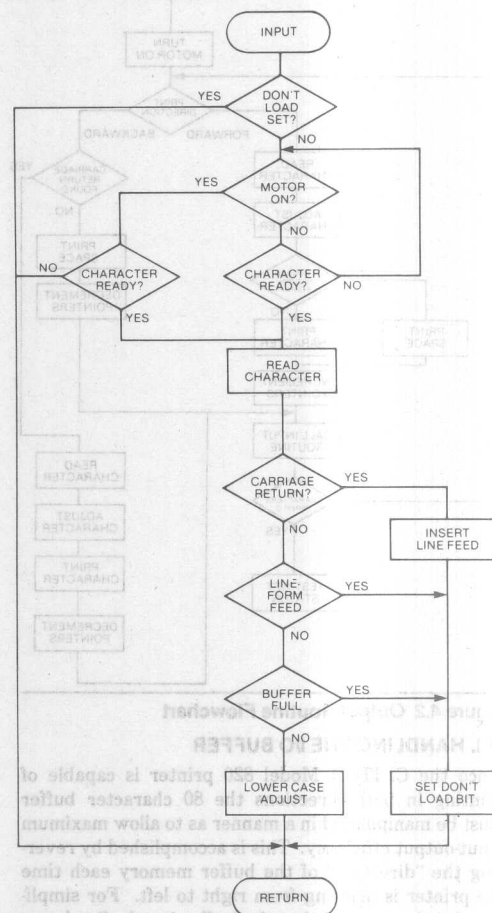 INPUT
YES
DON'T
LOAD
SET?
NO
YES
MOTOR
ON?
NO
NO
CHARACTER
READY?
CHARACTER
READY?
NO
YES
YES
READ
CHARACTER
CARRIAGE
RETURN?
YES
NO
INSERT
LINE FEED
LINE-
FORM
FEED
YES
NO
BUFFER
FULL
YES
NO
LOWER CASE
ADJUST
SET DON'T
LOAD BIT
RETURN